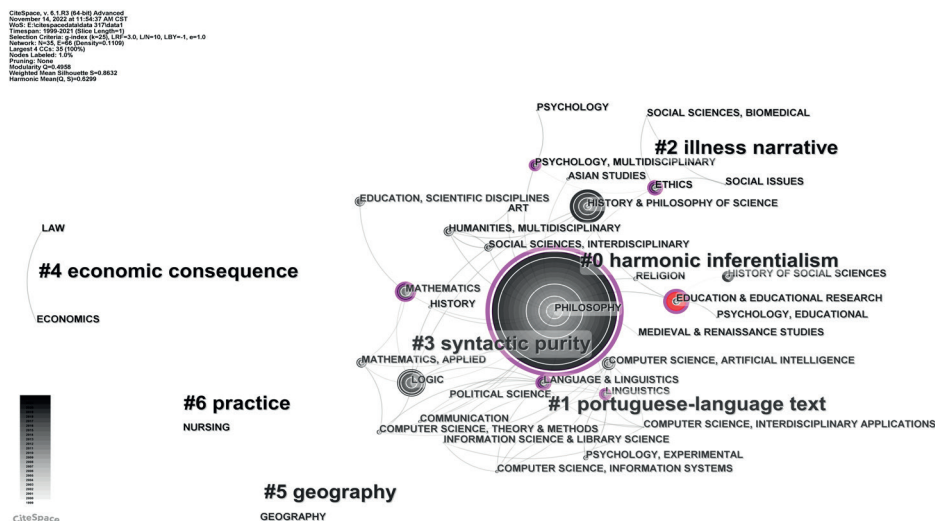 CiteSpace, v. 6.1.R3 (64-bit) Advanced
November 14, 2022 at 11:54:37 AM CST
WoS: E:\citespacedata\data 317\data1
Timespan: 1999-2021 (Slice Length=1)
Selection Criteria: g-index (k=25), LRF=3.0, L/N=10, LBY=-1, e=1.0
Network: N=35, E=66 (Density=0.1109)
Largest 4 CCs: 35 (100%)
Nodes Labeled: 1.0%
Pruning: None
Modularity Q=0.4958
Weighted Mean Silhouette S=0.8632
Harmonic Mean(Q, S)=0.6299
PSYCHOLOGY
SOCIAL SCIENCES, BIOMEDICAL
#2 illness narrative
PSYCHOLOGY, MULTIDISCIPLINARY
ASIAN STUDIES
ETHICS
SOCIAL ISSUES
EDUCATION, SCIENTIFIC DISCIPLINES
ART
HISTORY & PHILOSOPHY OF SCIENCE
LAW
HUMANITIES, MULTIDISCIPLINARY
SOCIAL SCIENCES, INTERDISCIPLINARY
#0 harmonic inferentialism
#4 economic consequence
RELIGION
HISTORY OF SOCIAL SCIENCES
MATHEMATICS
HISTORY
PHILOSOPHY
EDUCATION & EDUCATIONAL RESEARCH
PSYCHOLOGY, EDUCATIONAL
ECONOMICS
MEDIEVAL & RENAISSANCE STUDIES
#3 syntactic purity
MATHEMATICS, APPLIED
COMPUTER SCIENCE, ARTIFICIAL INTELLIGENCE
LOGIC
LANGUAGE & LINGUISTICS
POLITICAL SCIENCE
LINGUISTICS
#6 practice
#1 portuguese-language text
NURSING
COMMUNICATION
COMPUTER SCIENCE, INTERDISCIPLINARY APPLICATIONS
COMPUTER SCIENCE, THEORY & METHODS
INFORMATION SCIENCE & LIBRARY SCIENCE
PSYCHOLOGY, EXPERIMENTAL
COMPUTER SCIENCE, INFORMATION SYSTEMS
#5 geography
GEOGRAPHY
CiteSpace